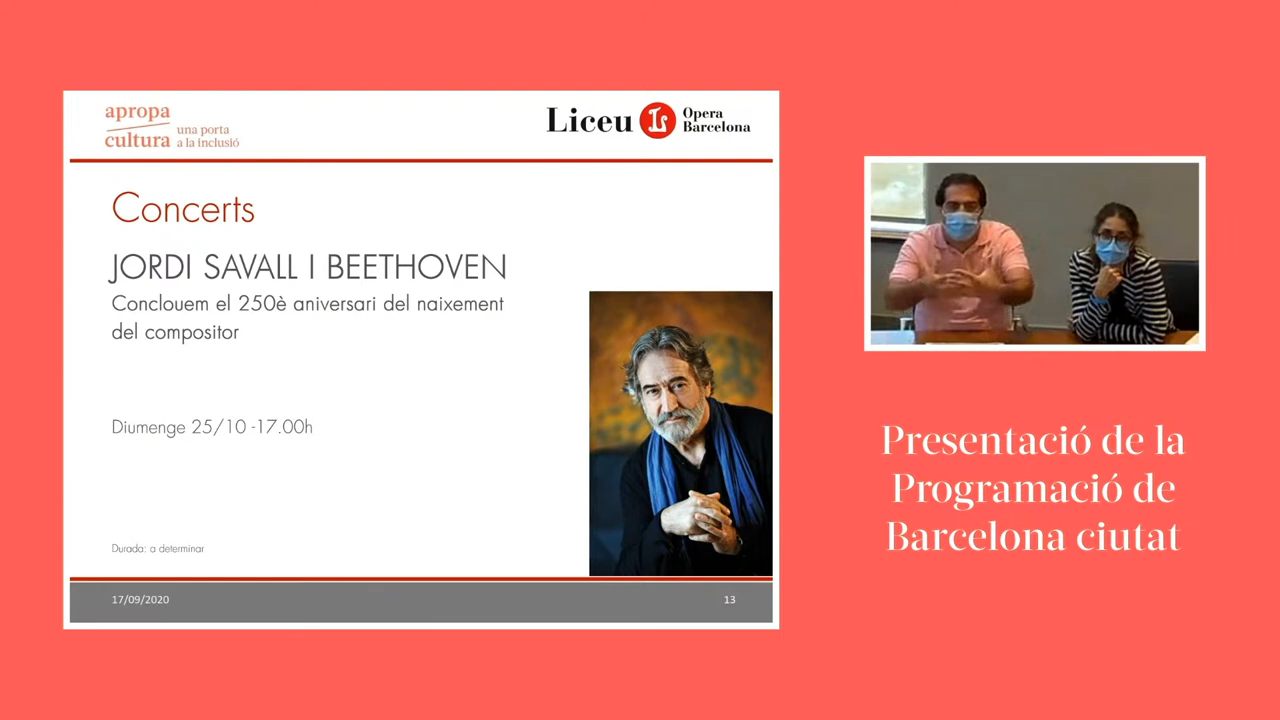 apropa
cultura
una porta
a la inclusió
Liceu
Opera
Barcelona
Concerts
JORDI SAVALL I BEETHOVEN
Conclouem el 250è aniversari del naixement
del compositor
Diumenge 25/10 -17.00h
Durada: a determinar
17/09/2020
13
Presentació de la
Programació de
Barcelona ciutat